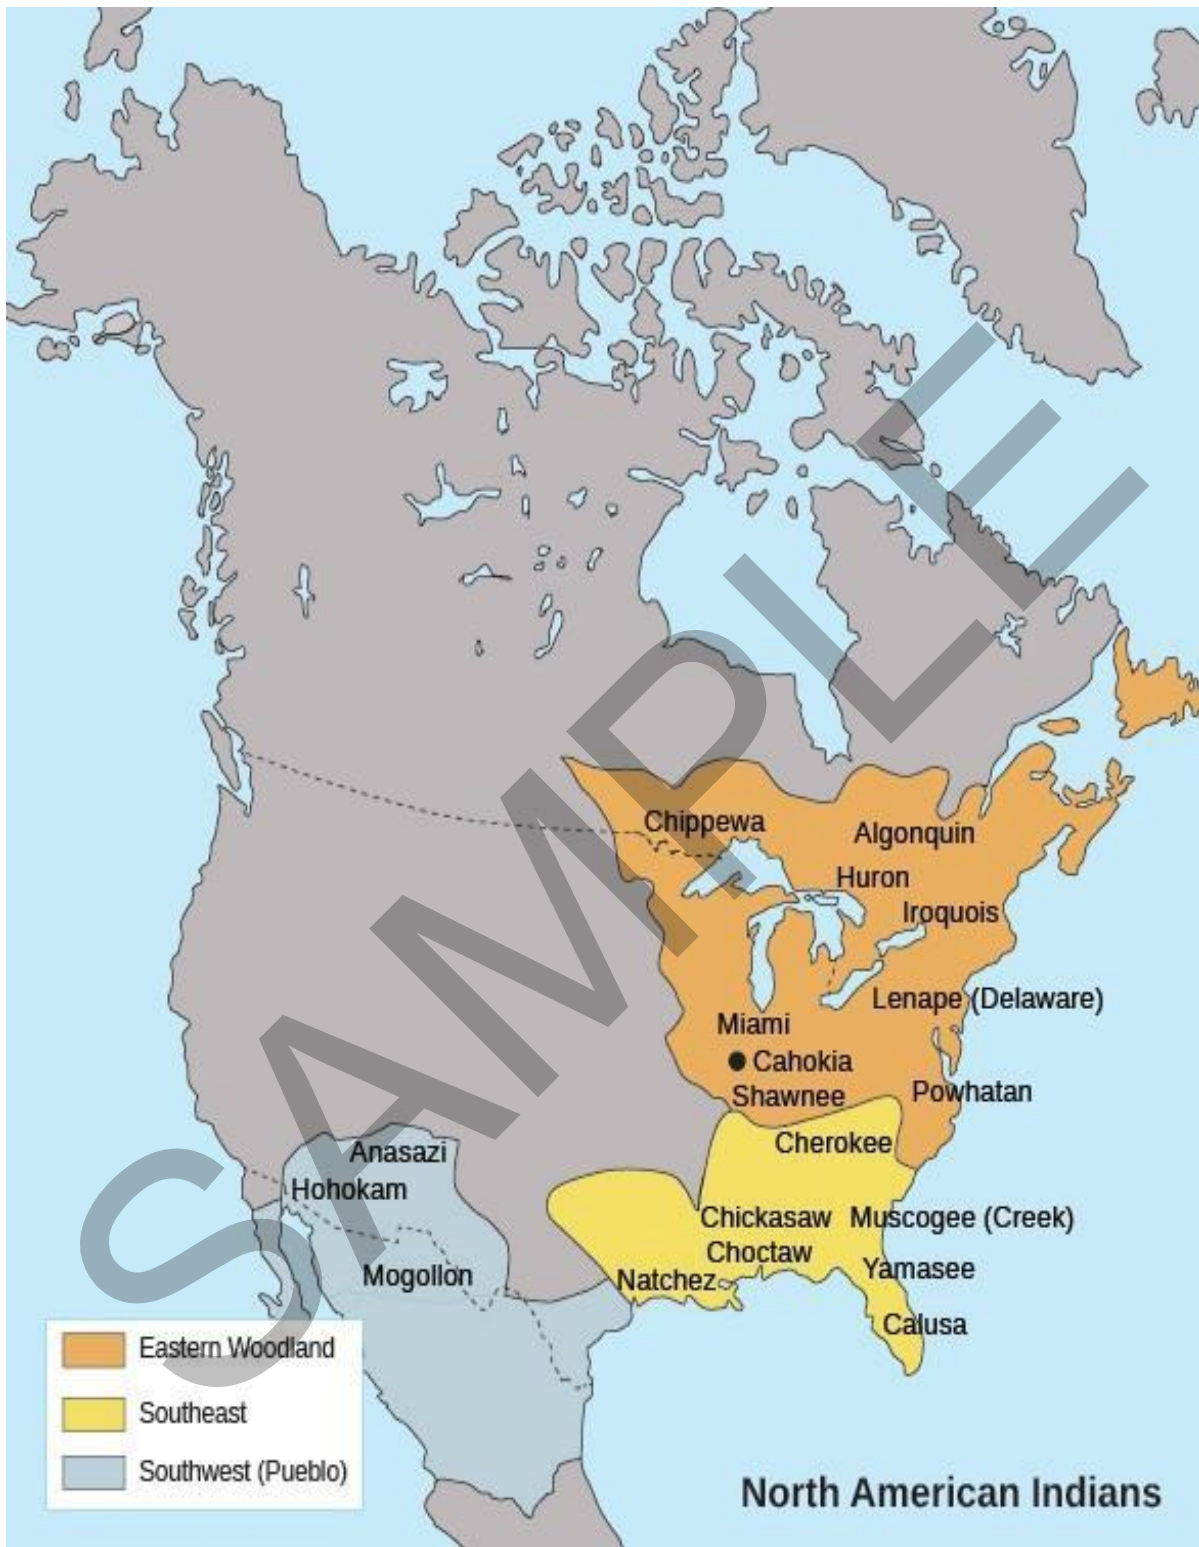 SAMPLE
Chippewa
Algonquin
Huron
Iroquois
Lenape (Delaware)
Miami
Cahokia
Shawnee
Powhatan
Cherokee
Anasazi
Hohokam
Chickasaw
Muscogee (Creek)
Choctaw
Yamasee
Mogollon
Natchez
Calusa
Eastern Woodland
Southeast
Southwest (Pueblo)
North American Indians